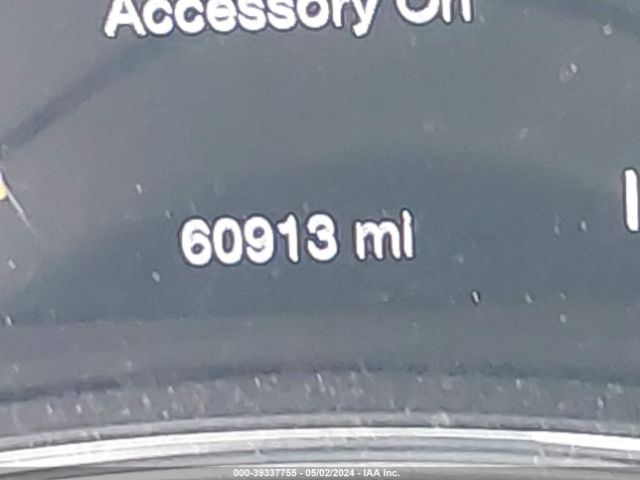 Accessory On
60913 mi
000-39337755 - 05/02/2024 - IAA Inc.